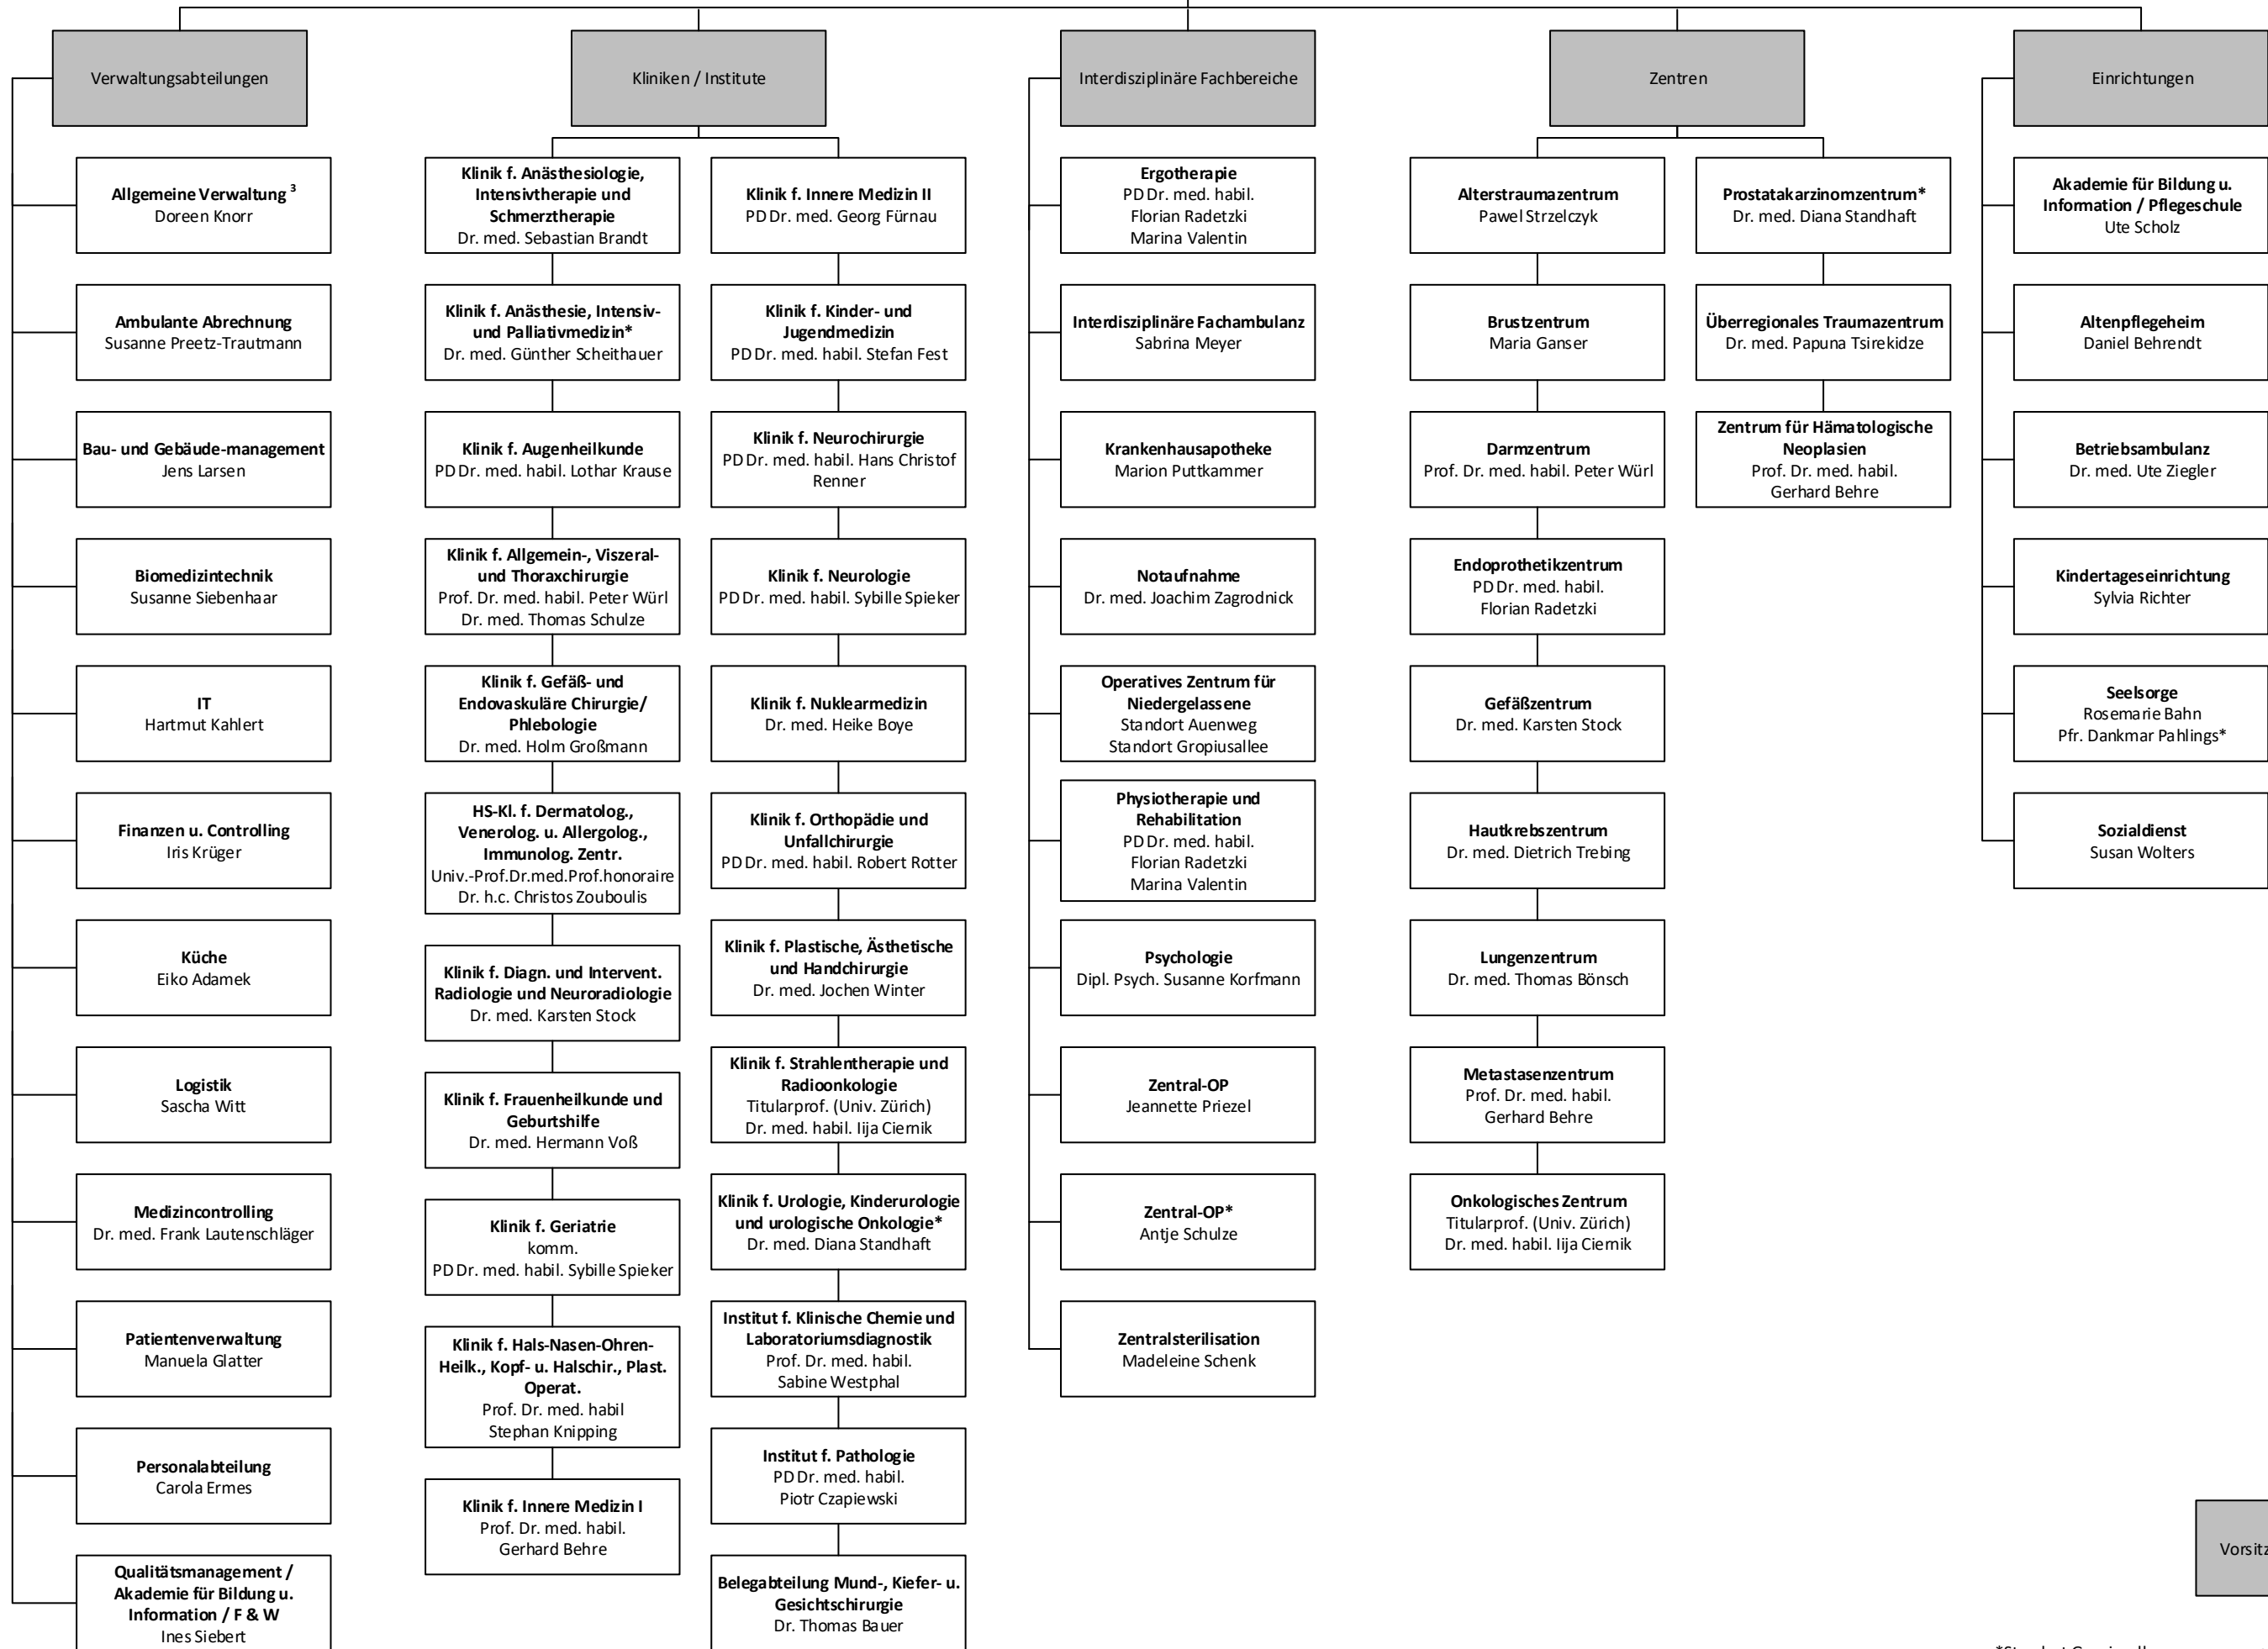 Verwaltungsabteilungen
Allgemeine Verwaltung ³
Doreen Knorr
Ambulante Abrechnung
Susanne Preetz-Trautmann
Bau- und Gebäude-management
Jens Larsen
Biomedizintechnik
Susanne Siebenhaar
IT
Hartmut Kahlert
Finanzen u. Controlling
Iris Krüger
Küche
Eiko Adamek
Logistik
Sascha Witt
Medizincontrolling
Dr. med. Frank Lautenschläger
Patientenverwaltung
Manuela Glatter
Personalabteilung
Carola Ermes
Qualitätsmanagement /
Akademie für Bildung u.
Information / F & W
Ines Siebert
Kliniken / Institute
Klinik f. Anästhesiologie,
Intensivtherapie und
Schmerztherapie
Dr. med. Sebastian Brandt
Klinik f. Anästhesie, Intensiv-
und Palliativmedizin*
Dr. med. Günther Scheithauer
Klinik f. Augenheilkunde
PD Dr. med. habil. Lothar Krause
Klinik f. Allgemein-, Viszeral-
und Thoraxchirurgie
Prof. Dr. med. habil. Peter Würl
Dr. med. Thomas Schulze
Klinik f. Gefäß- und
Endovaskuläre Chirurgie/
Phlebologie
Dr. med. Holm Großmann
HS-Kl. f. Dermatolog.,
Venerolog. u. Allergolog.,
Immunolog. Zentr.
Univ.-Prof.Dr.med.Prof.honoraire
Dr. h.c. Christos Zouboulis
Klinik f. Diagn. und Intervent.
Radiologie und Neuroradiologie
Dr. med. Karsten Stock
Klinik f. Frauenheilkunde und
Geburtshilfe
Dr. med. Hermann Voß
Klinik f. Geriatrie
komm.
PD Dr. med. habil. Sybille Spieker
Klinik f. Hals-Nasen-Ohren-
Heilk., Kopf- u. Halschir., Plast.
Operat.
Prof. Dr. med. habil
Stephan Knipping
Klinik f. Innere Medizin I
Prof. Dr. med. habil.
Gerhard Behre
Klinik f. Innere Medizin II
PD Dr. med. Georg Fürnau
Klinik f. Kinder- und
Jugendmedizin
PD Dr. med. habil. Stefan Fest
Klinik f. Neurochirurgie
PD Dr. med. habil. Hans Christof
Renner
Klinik f. Neurologie
PD Dr. med. habil. Sybille Spieker
Klinik f. Nuklearmedizin
Dr. med. Heike Boye
Klinik f. Orthopädie und
Unfallchirurgie
PD Dr. med. habil. Robert Rotter
Klinik f. Plastische, Ästhetische
und Handchirurgie
Dr. med. Jochen Winter
Klinik f. Strahlentherapie und
Radioonkologie
Titularprof. (Univ. Zürich)
Dr. med. habil. Iija Ciernik
Klinik f. Urologie, Kinderurologie
und urologische Onkologie*
Dr. med. Diana Standhaft
Institut f. Klinische Chemie und
Laboratoriumsdiagnostik
Prof. Dr. med. habil.
Sabine Westphal
Institut f. Pathologie
PD Dr. med. habil.
Piotr Czapiewski
Belegabteilung Mund-, Kiefer- u.
Gesichtschirurgie
Dr. Thomas Bauer
Interdisziplinäre Fachbereiche
Ergotherapie
PD Dr. med. habil.
Florian Radetzki
Marina Valentin
Interdisziplinäre Fachambulanz
Sabrina Meyer
Krankenhausapotheke
Marion Puttkammer
Notaufnahme
Dr. med. Joachim Zagrodnick
Operatives Zentrum für
Niedergelassene
Standort Auenweg
Standort Gropiusallee
Physiotherapie und
Rehabilitation
PD Dr. med. habil.
Florian Radetzki
Marina Valentin
Psychologie
Dipl. Psych. Susanne Korfmann
Zentral-OP
Jeannette Priezel
Zentral-OP*
Antje Schulze
Zentralsterilisation
Madeleine Schenk
Zentren
Alterstraumazentrum
Pawel Strzelczyk
Brustzentrum
Maria Ganser
Darmzentrum
Prof. Dr. med. habil. Peter Würl
Endoprothetikzentrum
PD Dr. med. habil.
Florian Radetzki
Gefäßzentrum
Dr. med. Karsten Stock
Hautkrebszentrum
Dr. med. Dietrich Trebing
Lungenzentrum
Dr. med. Thomas Bönsch
Metastasenzentrum
Prof. Dr. med. habil.
Gerhard Behre
Onkologisches Zentrum
Titularprof. (Univ. Zürich)
Dr. med. habil. Iija Ciernik
Prostatakarzinomzentrum*
Dr. med. Diana Standhaft
Überregionales Traumazentrum
Dr. med. Papuna Tsirekidze
Zentrum für Hämatologische
Neoplasien
Prof. Dr. med. habil.
Gerhard Behre
Einrichtungen
Akademie für Bildung u.
Information / Pflegeschule
Ute Scholz
Altenpflegeheim
Daniel Behrendt
Betriebsambulanz
Dr. med. Ute Ziegler
Kindertageseinrichtung
Sylvia Richter
Seelsorge
Rosemarie Bahn
Pfr. Dankmar Pahlings*
Sozialdienst
Susan Wolters
Vorsitz